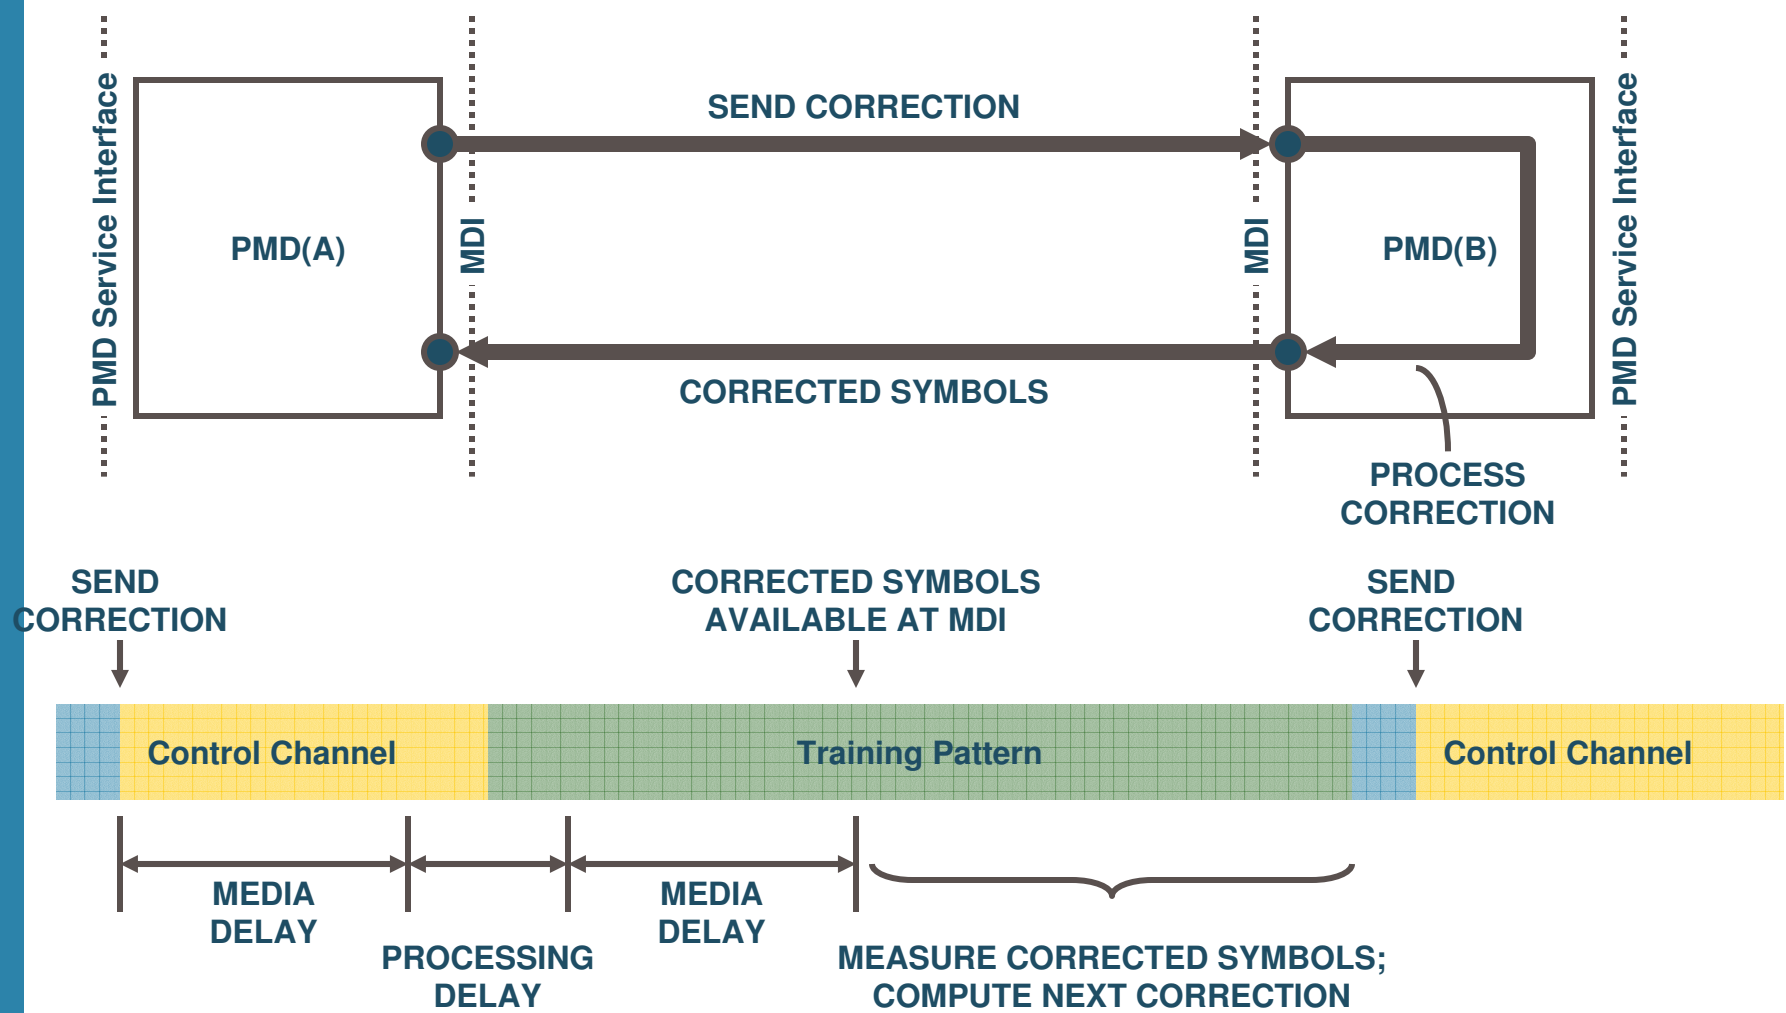 SEND CORRECTION
PMD Service Interface
PMD(A)
MDI
MDI
PMD(B)
PMD Service Interface
CORRECTED SYMBOLS
PROCESS
CORRECTION
SEND
CORRECTION
CORRECTED SYMBOLS
AVAILABLE AT MDI
SEND
CORRECTION
Control Channel
Training Pattern
Control Channel
MEDIA
DELAY
PROCESSING
DELAY
MEDIA
DELAY
MEASURE CORRECTED SYMBOLS;
COMPUTE NEXT CORRECTION